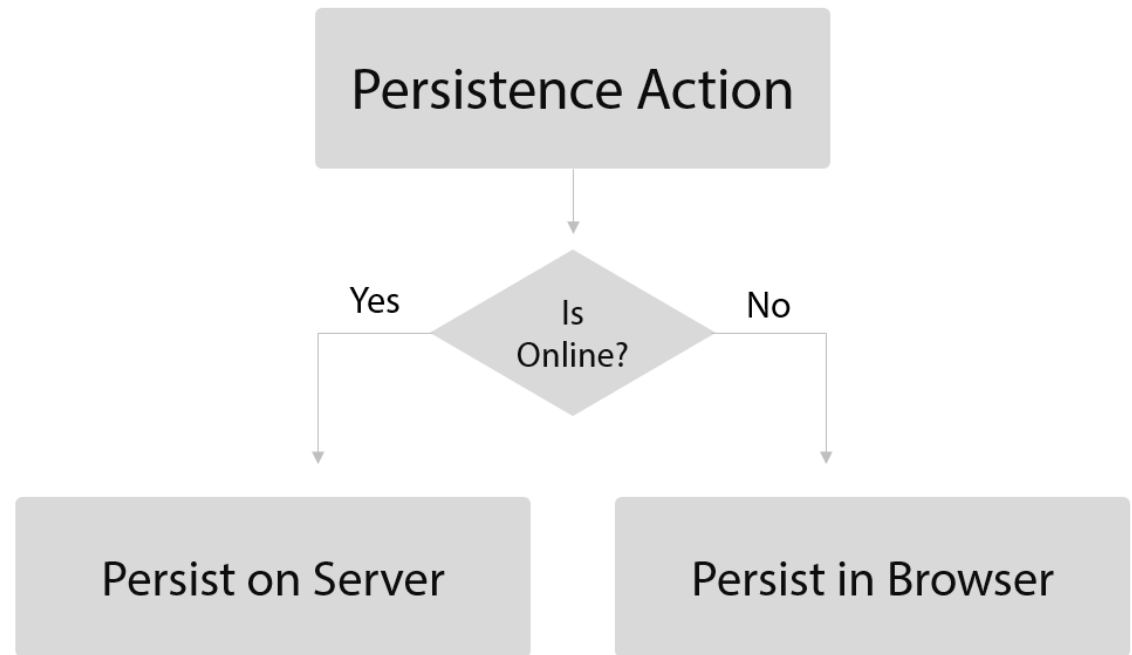 Persistence Action
Yes
Is
Online?
No
Persist on Server
Persist in Browser